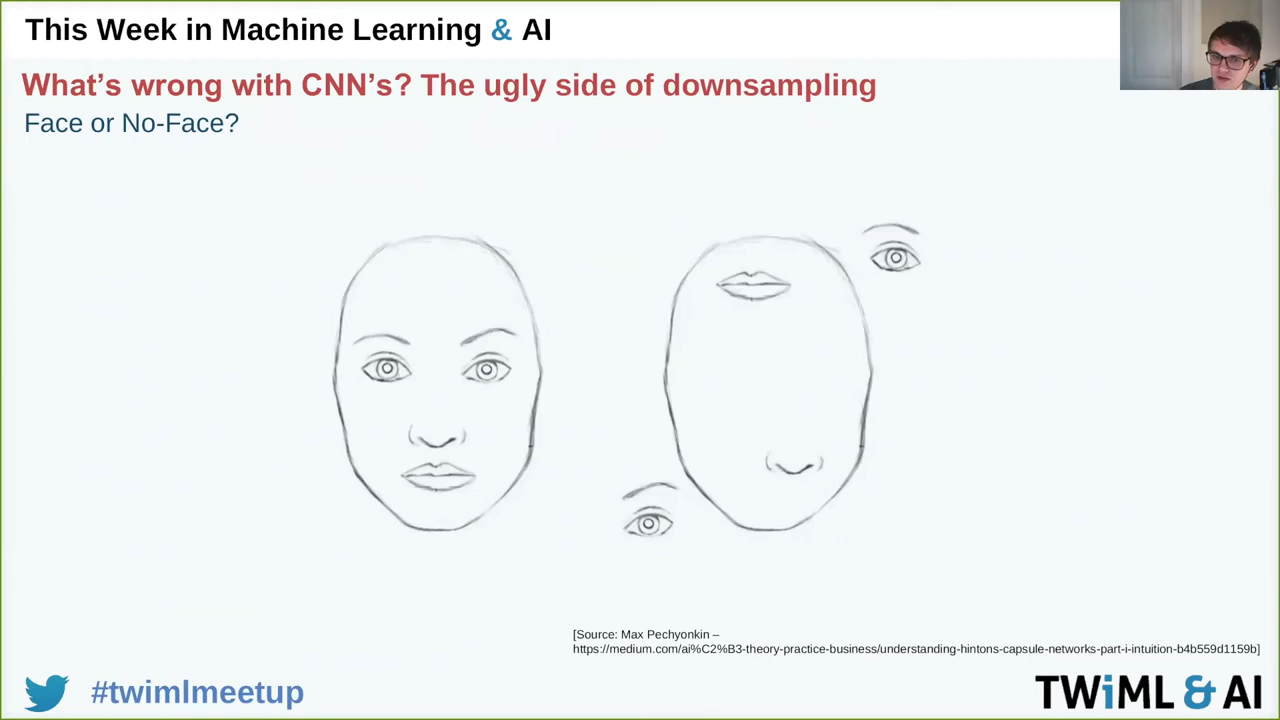 This Week in Machine Learning & AI
What's wrong with CNN's? The ugly side of downsampling
Face or No-Face?
[Source: Max Pechyonkin –
https://medium.com/ai%C2%B3-theory-practice-business/understanding-hintons-capsule-networks-part-i-intuition-b4b559d1159b]
#twimlmeetup
TWiML & AI